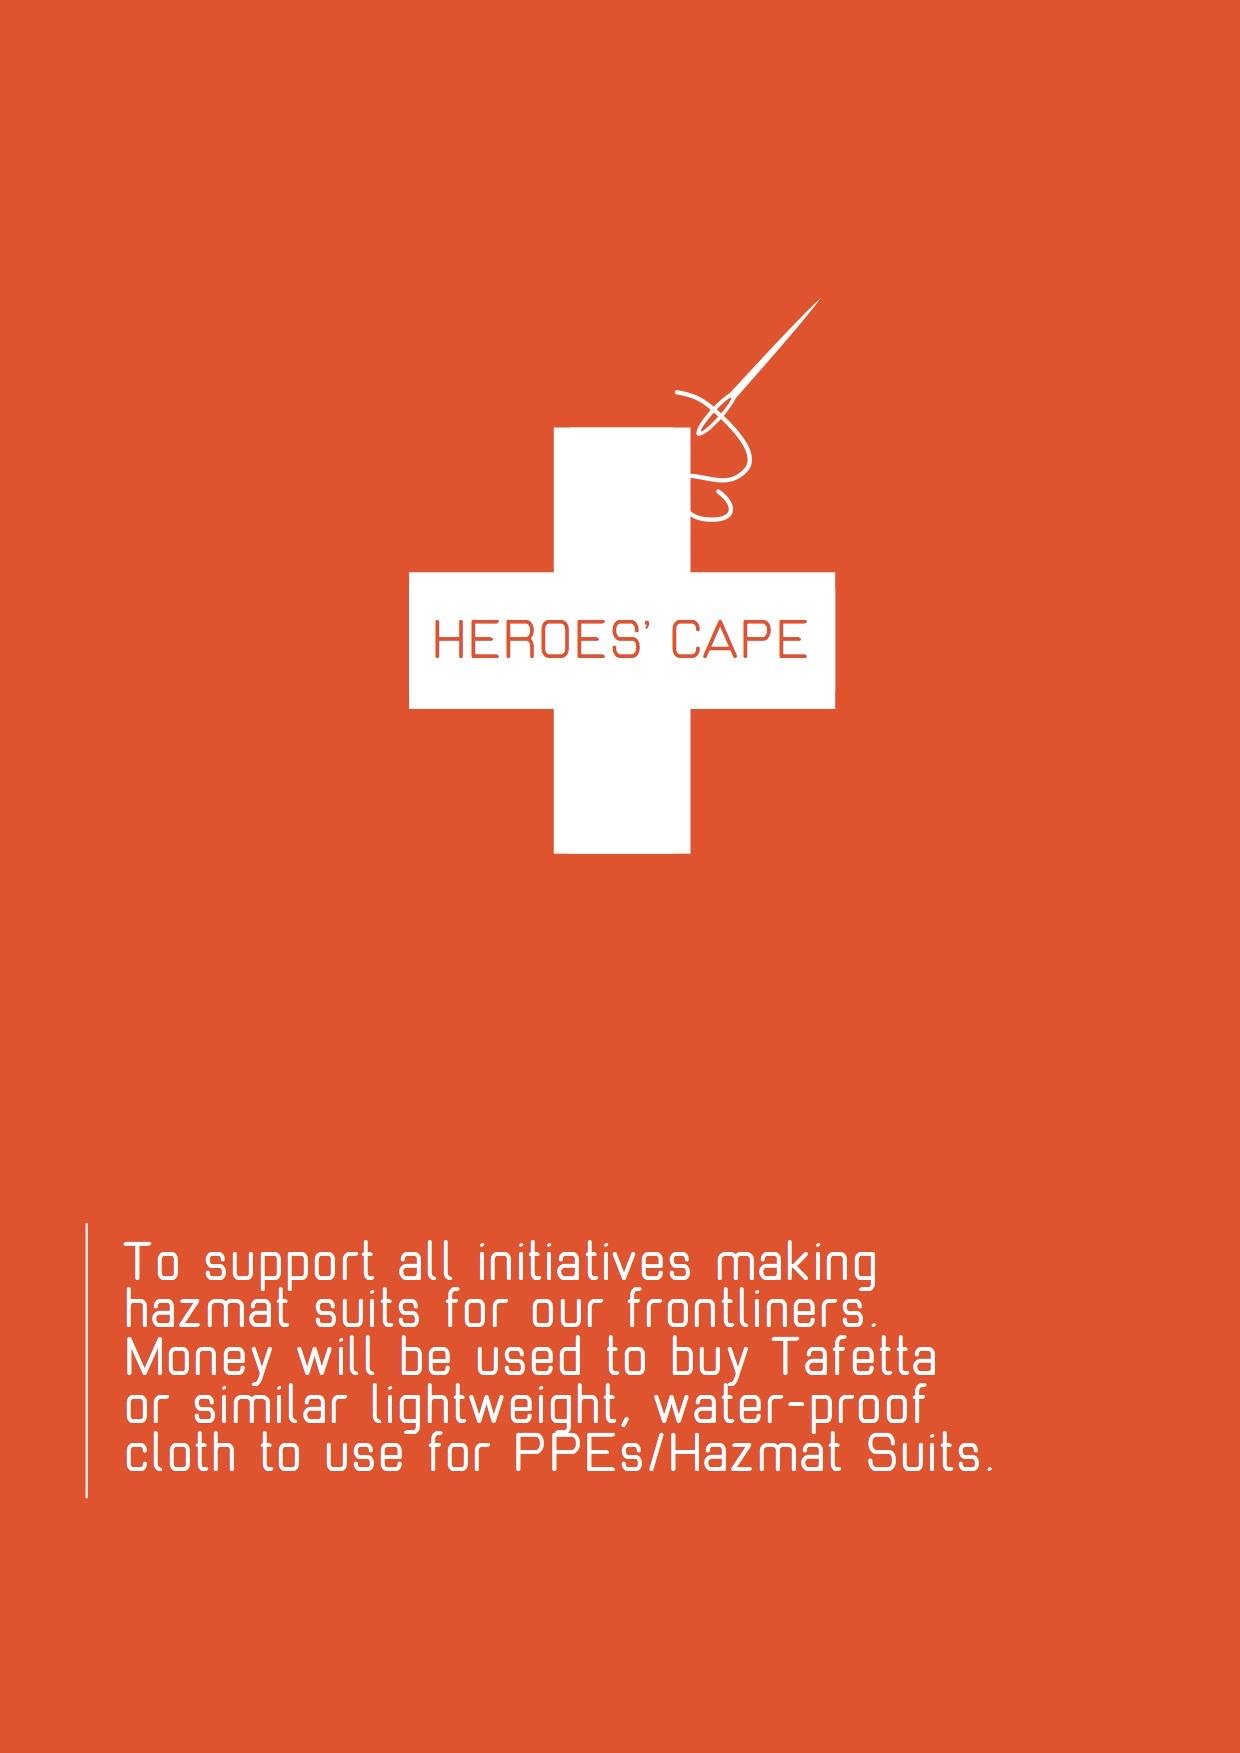 HEROES' CAPE
To support all initiatives making
hazmat suits for our frontliners.
Money will be used to buy Tafetta
or similar lightweight, water-proof
cloth to use for PPEs/Hazmat Suits.